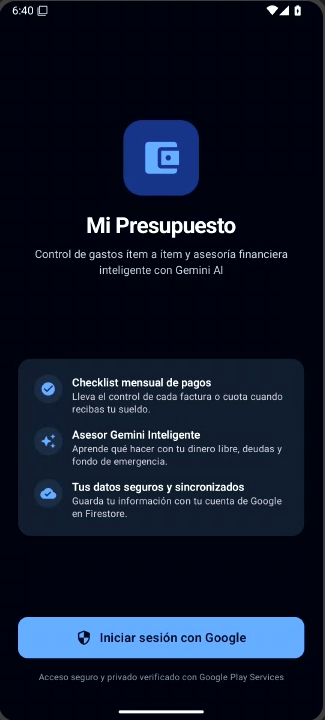 6:40
Mi Presupuesto
Control de gastos ítem a ítem y asesoría financiera
inteligente con Gemini AI
Checklist mensual de pagos
Lleva el control de cada factura o cuota cuando
recibas tu sueldo.
Asesor Gemini Inteligente
Aprende qué hacer con tu dinero libre, deudas y
fondo de emergencia.
Tus datos seguros y sincronizados
Guarda tu información con tu cuenta de Google
en Firestore.
Iniciar sesión con Google
Acceso seguro y privado verificado con Google Play Services